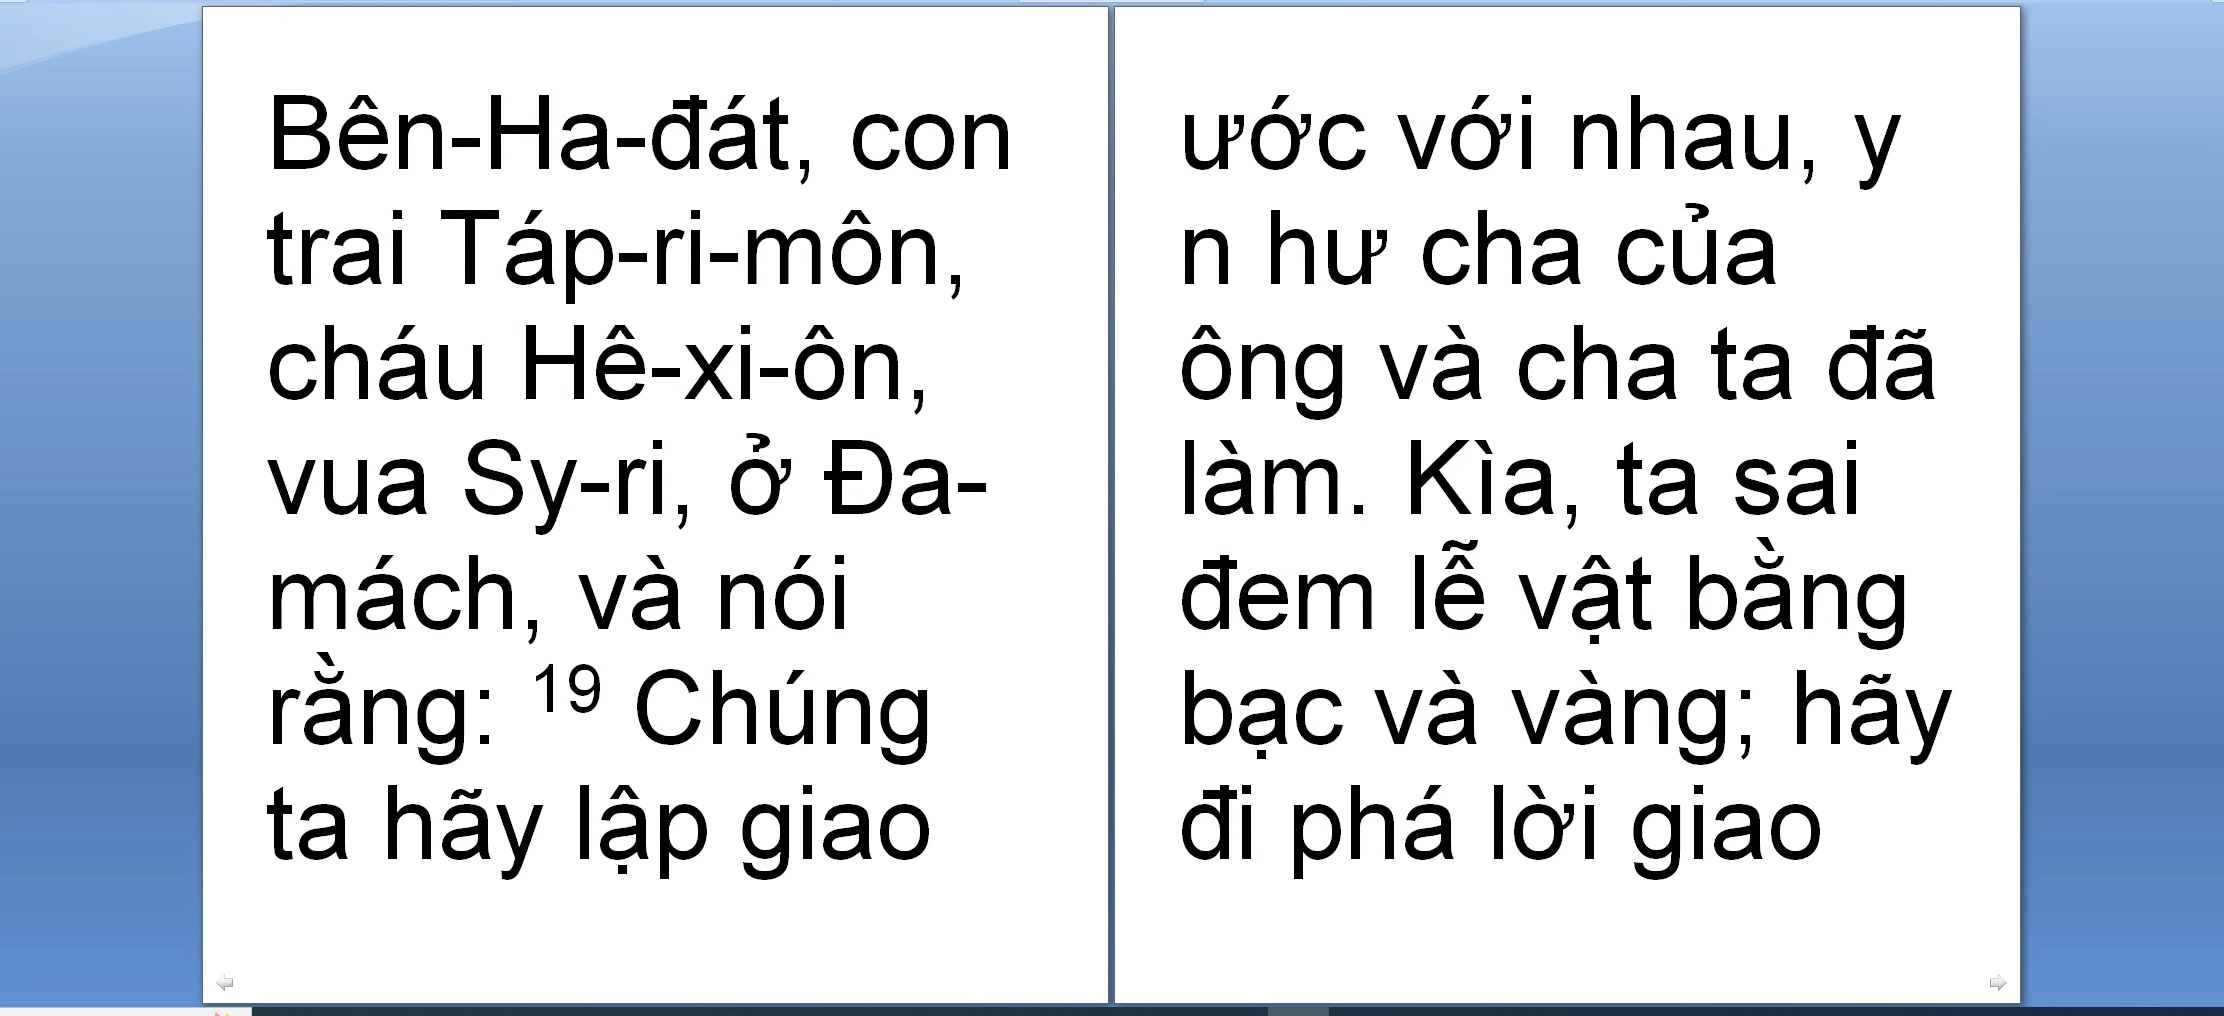 Bên-Ha-đát, con
trai Táp-ri-môn,
cháu Hê-xi-ôn,
vua Sy-ri, ở Đa-
mách, và nói
rằng: 19 Chúng
ta hãy lập giao
ước với nhau, y
n hư cha của
ông và cha ta đã
làm. Kìa, ta sai
đem lễ vật bằng
bạc và vàng; hãy
đi phá lời giao